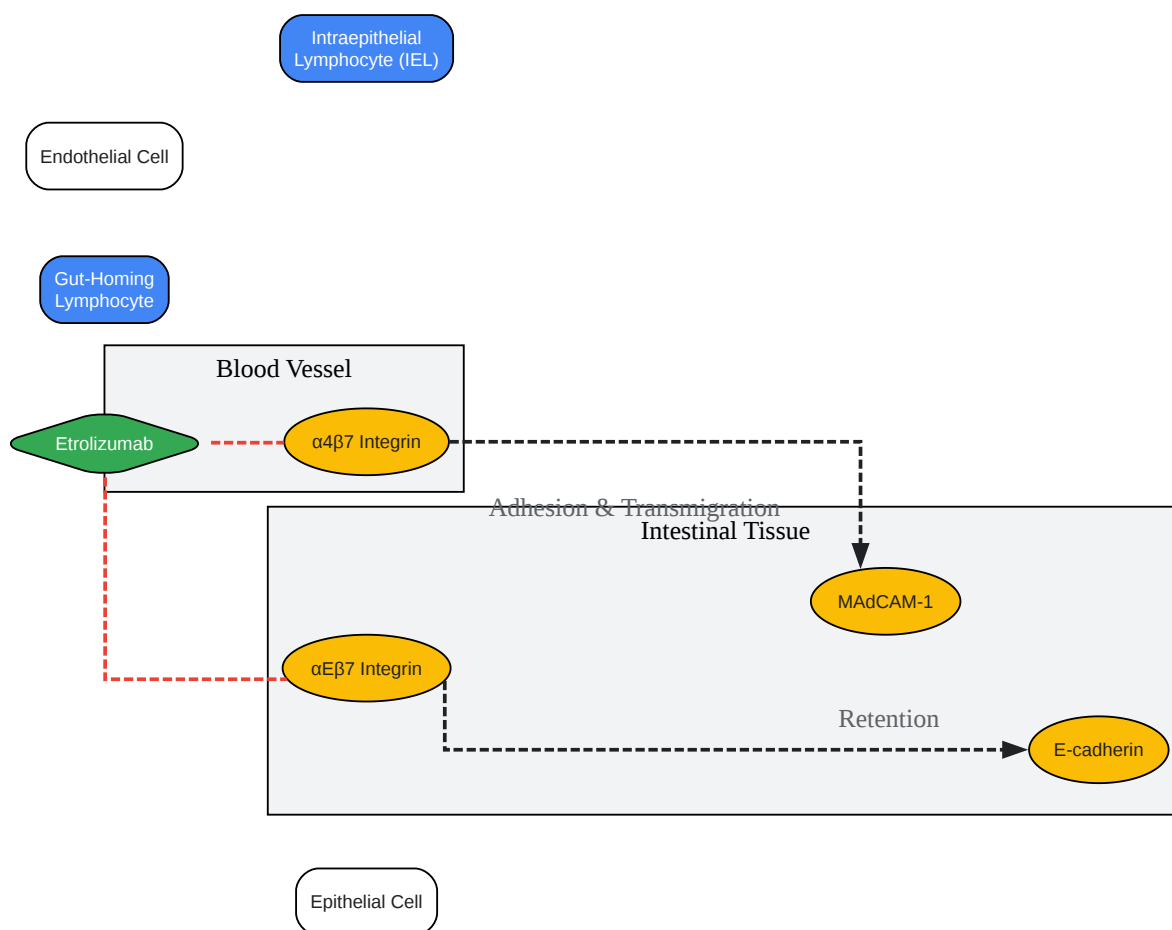 Intraepithelial
Lymphocyte (IEL)
Endothelial Cell
Gut-Homing
Lymphocyte
Blood Vessel
Etrolizumab
α4β7 Integrin
Adhesion & Transmigration
Intestinal Tissue
MAdCAM-1
αEβ7 Integrin
Retention
E-cadherin
Epithelial Cell